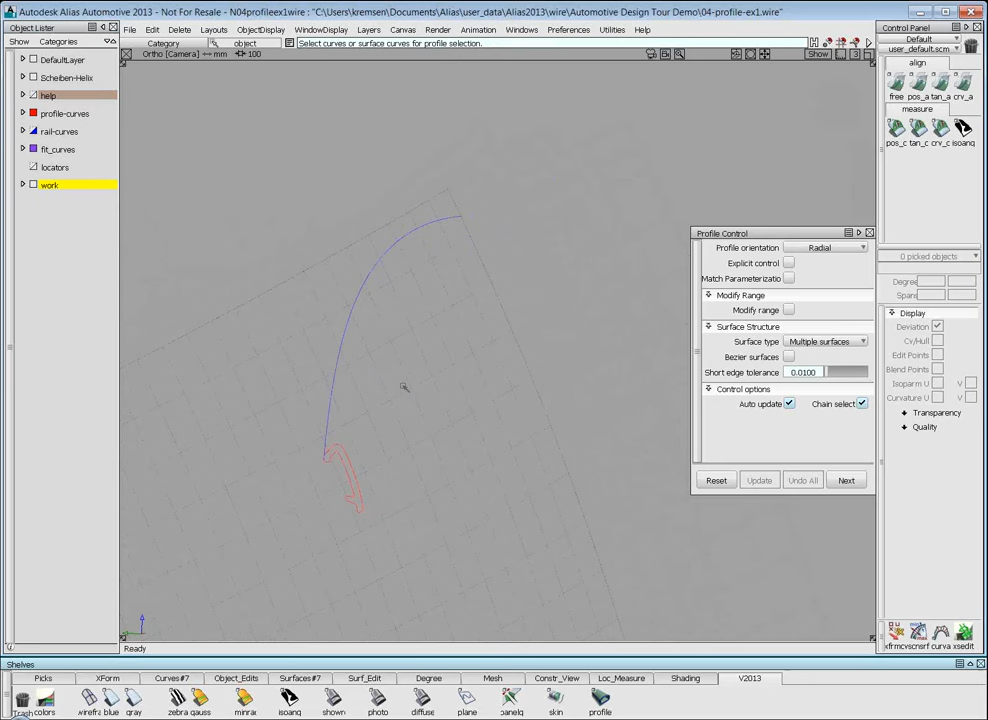 Autodesk Alias Automotive 2013 - Not For Resale - N04profileex1wire : "C:\Users\kremsen\Documents\Alias\user_data\Alias2013\wire\Automotive Design Tour Demo\04-profile-ex1.wire"
Object Lister
File Edit Delete Layouts ObjectDisplay WindowDisplay Layers Canvas Render Animation Windows Preferences Utilities Help
Control Panel
Show Categories
Category object Select curves or surface curves for profile selection.
Default
user_default.scm
Ortho [Camera] mm 100 Show 3
DefaultLayer
Scheiben-Helix
help
profile-curves
rail-curves
fit_curves
locators
work
align
free pos_a tan_a crv_a
measure
pos_c tan_c crv_c isoang
Profile Control
Profile orientation Radial
Explicit control
Match Parameterizatio
Modify Range
Modify range
Surface Structure
Surface type Multiple surfaces
Bezier surfaces
Short edge tolerance 0.0100
Control options
Auto update Chain select
Reset Update Undo All Next
0 picked objects
Degree
Spans
Display
Deviation
Cv/Hull
Edit Points
Blend Points
Isoparm U V
Curvature U V
Transparency
Quality
Ready
Shelves
Picks XForm Curves#7 Object_Edits Surfaces#7 Surf_Edit Degree Mesh Constr_View Loc_Measure Shading V2013
Trash colors wirefra blue gray zebra gauss minrac isoang showro photo diffuse plane panelg skin profile